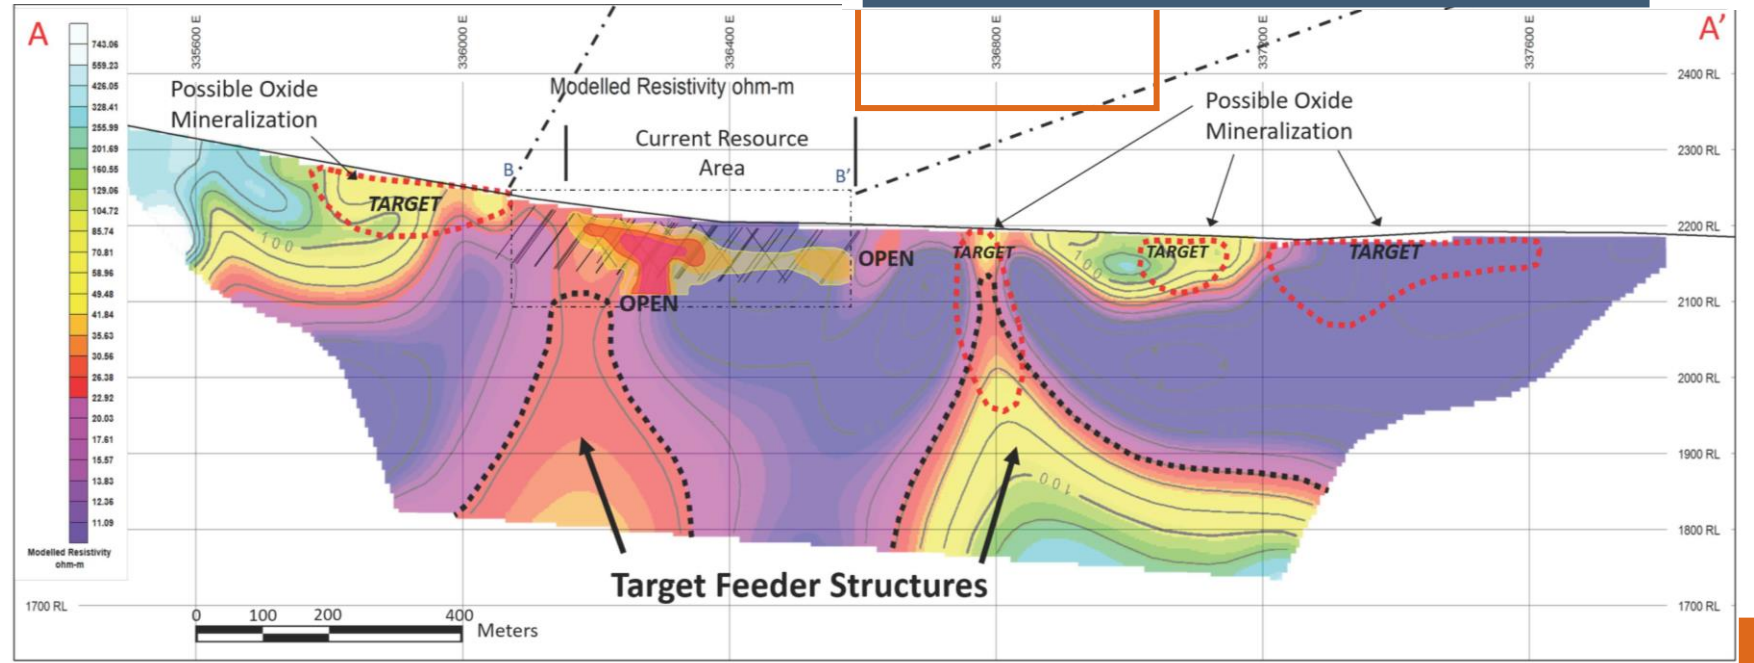 A
A'
335600 E
336000 E
336400 E
336800 E
337200 E
337600 E
743.06
559.23
426.05
328.41
255.99
201.69
160.55
129.06
104.72
85.74
70.81
58.96
49.48
41.84
35.63
30.56
26.38
22.92
20.03
17.61
15.57
13.83
12.36
11.09
Modelled Resistivity
ohm-m
2400 RL
2300 RL
2200 RL
2100 RL
2000 RL
1900 RL
1800 RL
1700 RL
1700 RL
Modelled Resistivity ohm-m
Possible Oxide
Mineralization
Current Resource
Area
Possible Oxide
Mineralization
B
B'
TARGET
TARGET
TARGET
TARGET
OPEN
OPEN
100
100
100
Target Feeder Structures
0 100 200 400
Meters